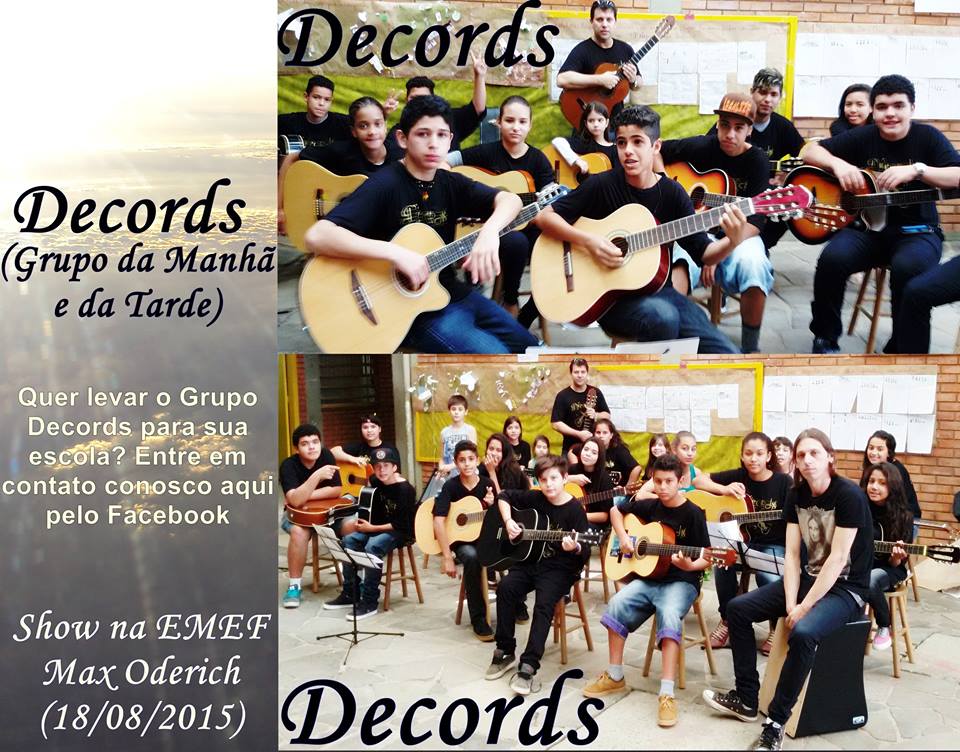 Decords
(Grupo da Manhã
e da Tarde)
Quer levar o Grupo
Decords para sua
escola? Entre em
contato conosco aqui
pelo Facebook
Show na EMEF
Max Oderich
(18/08/2015)
Decords
Decords